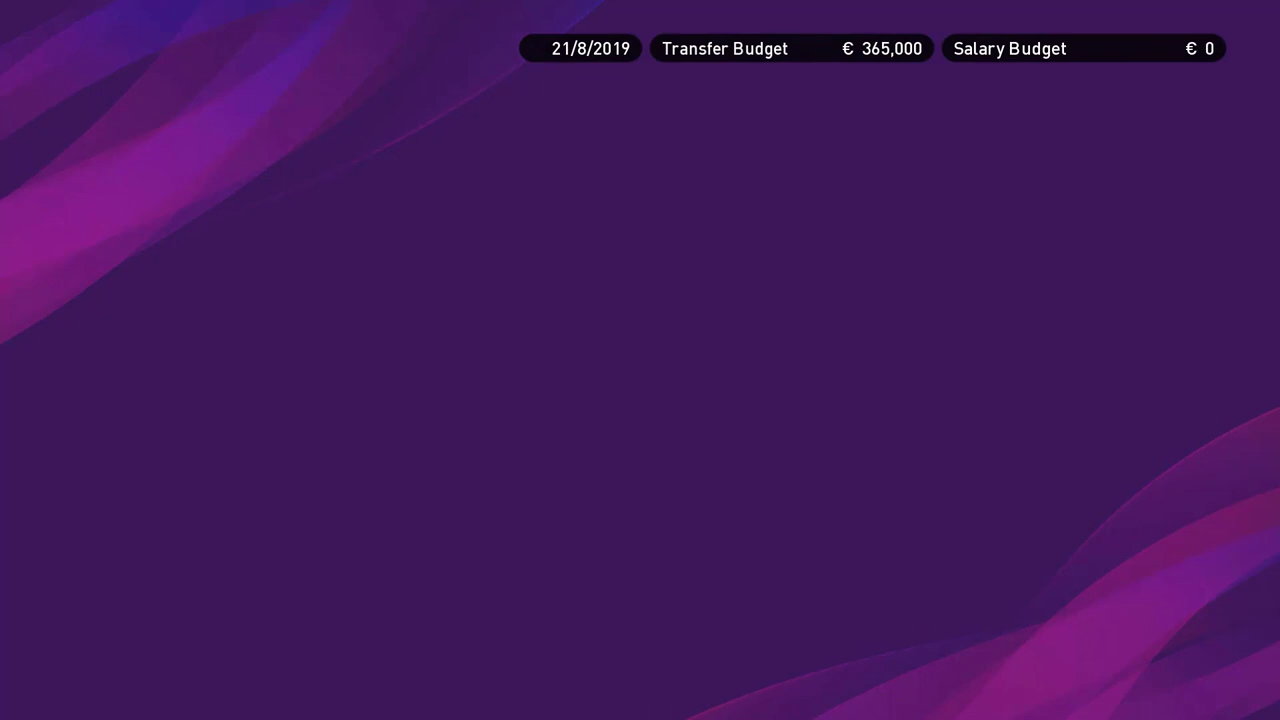 21/8/2019 Transfer Budget € 365,000 Salary Budget € 0